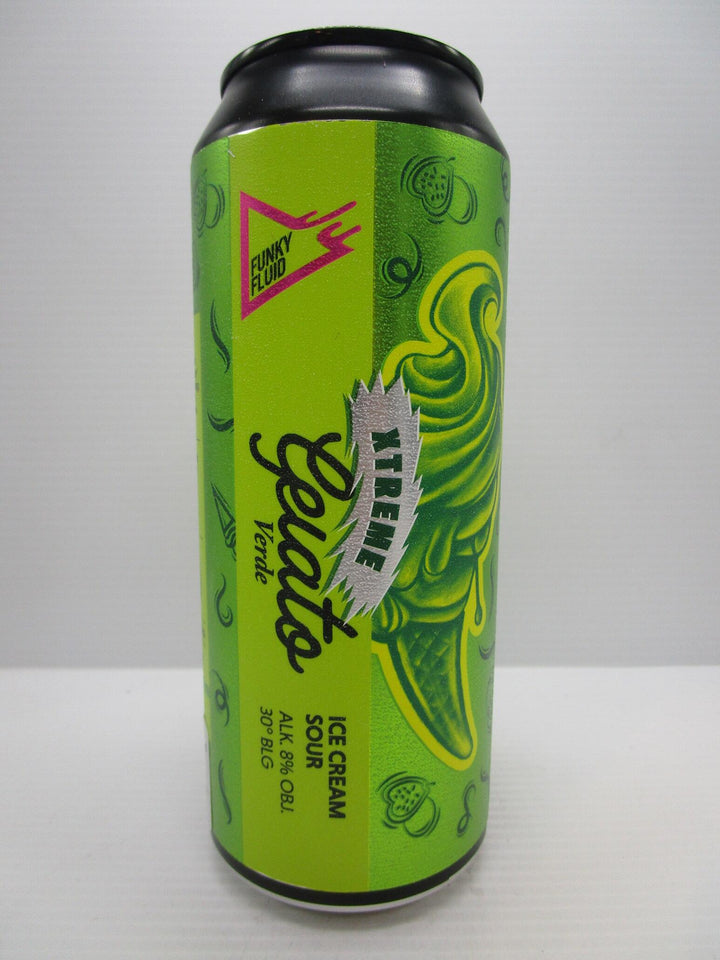 FUNKY
FLUID
XTREME
Gelato
Verde
ICE CREAM
SOUR
ALK. 8% OBJ.
30° BLG